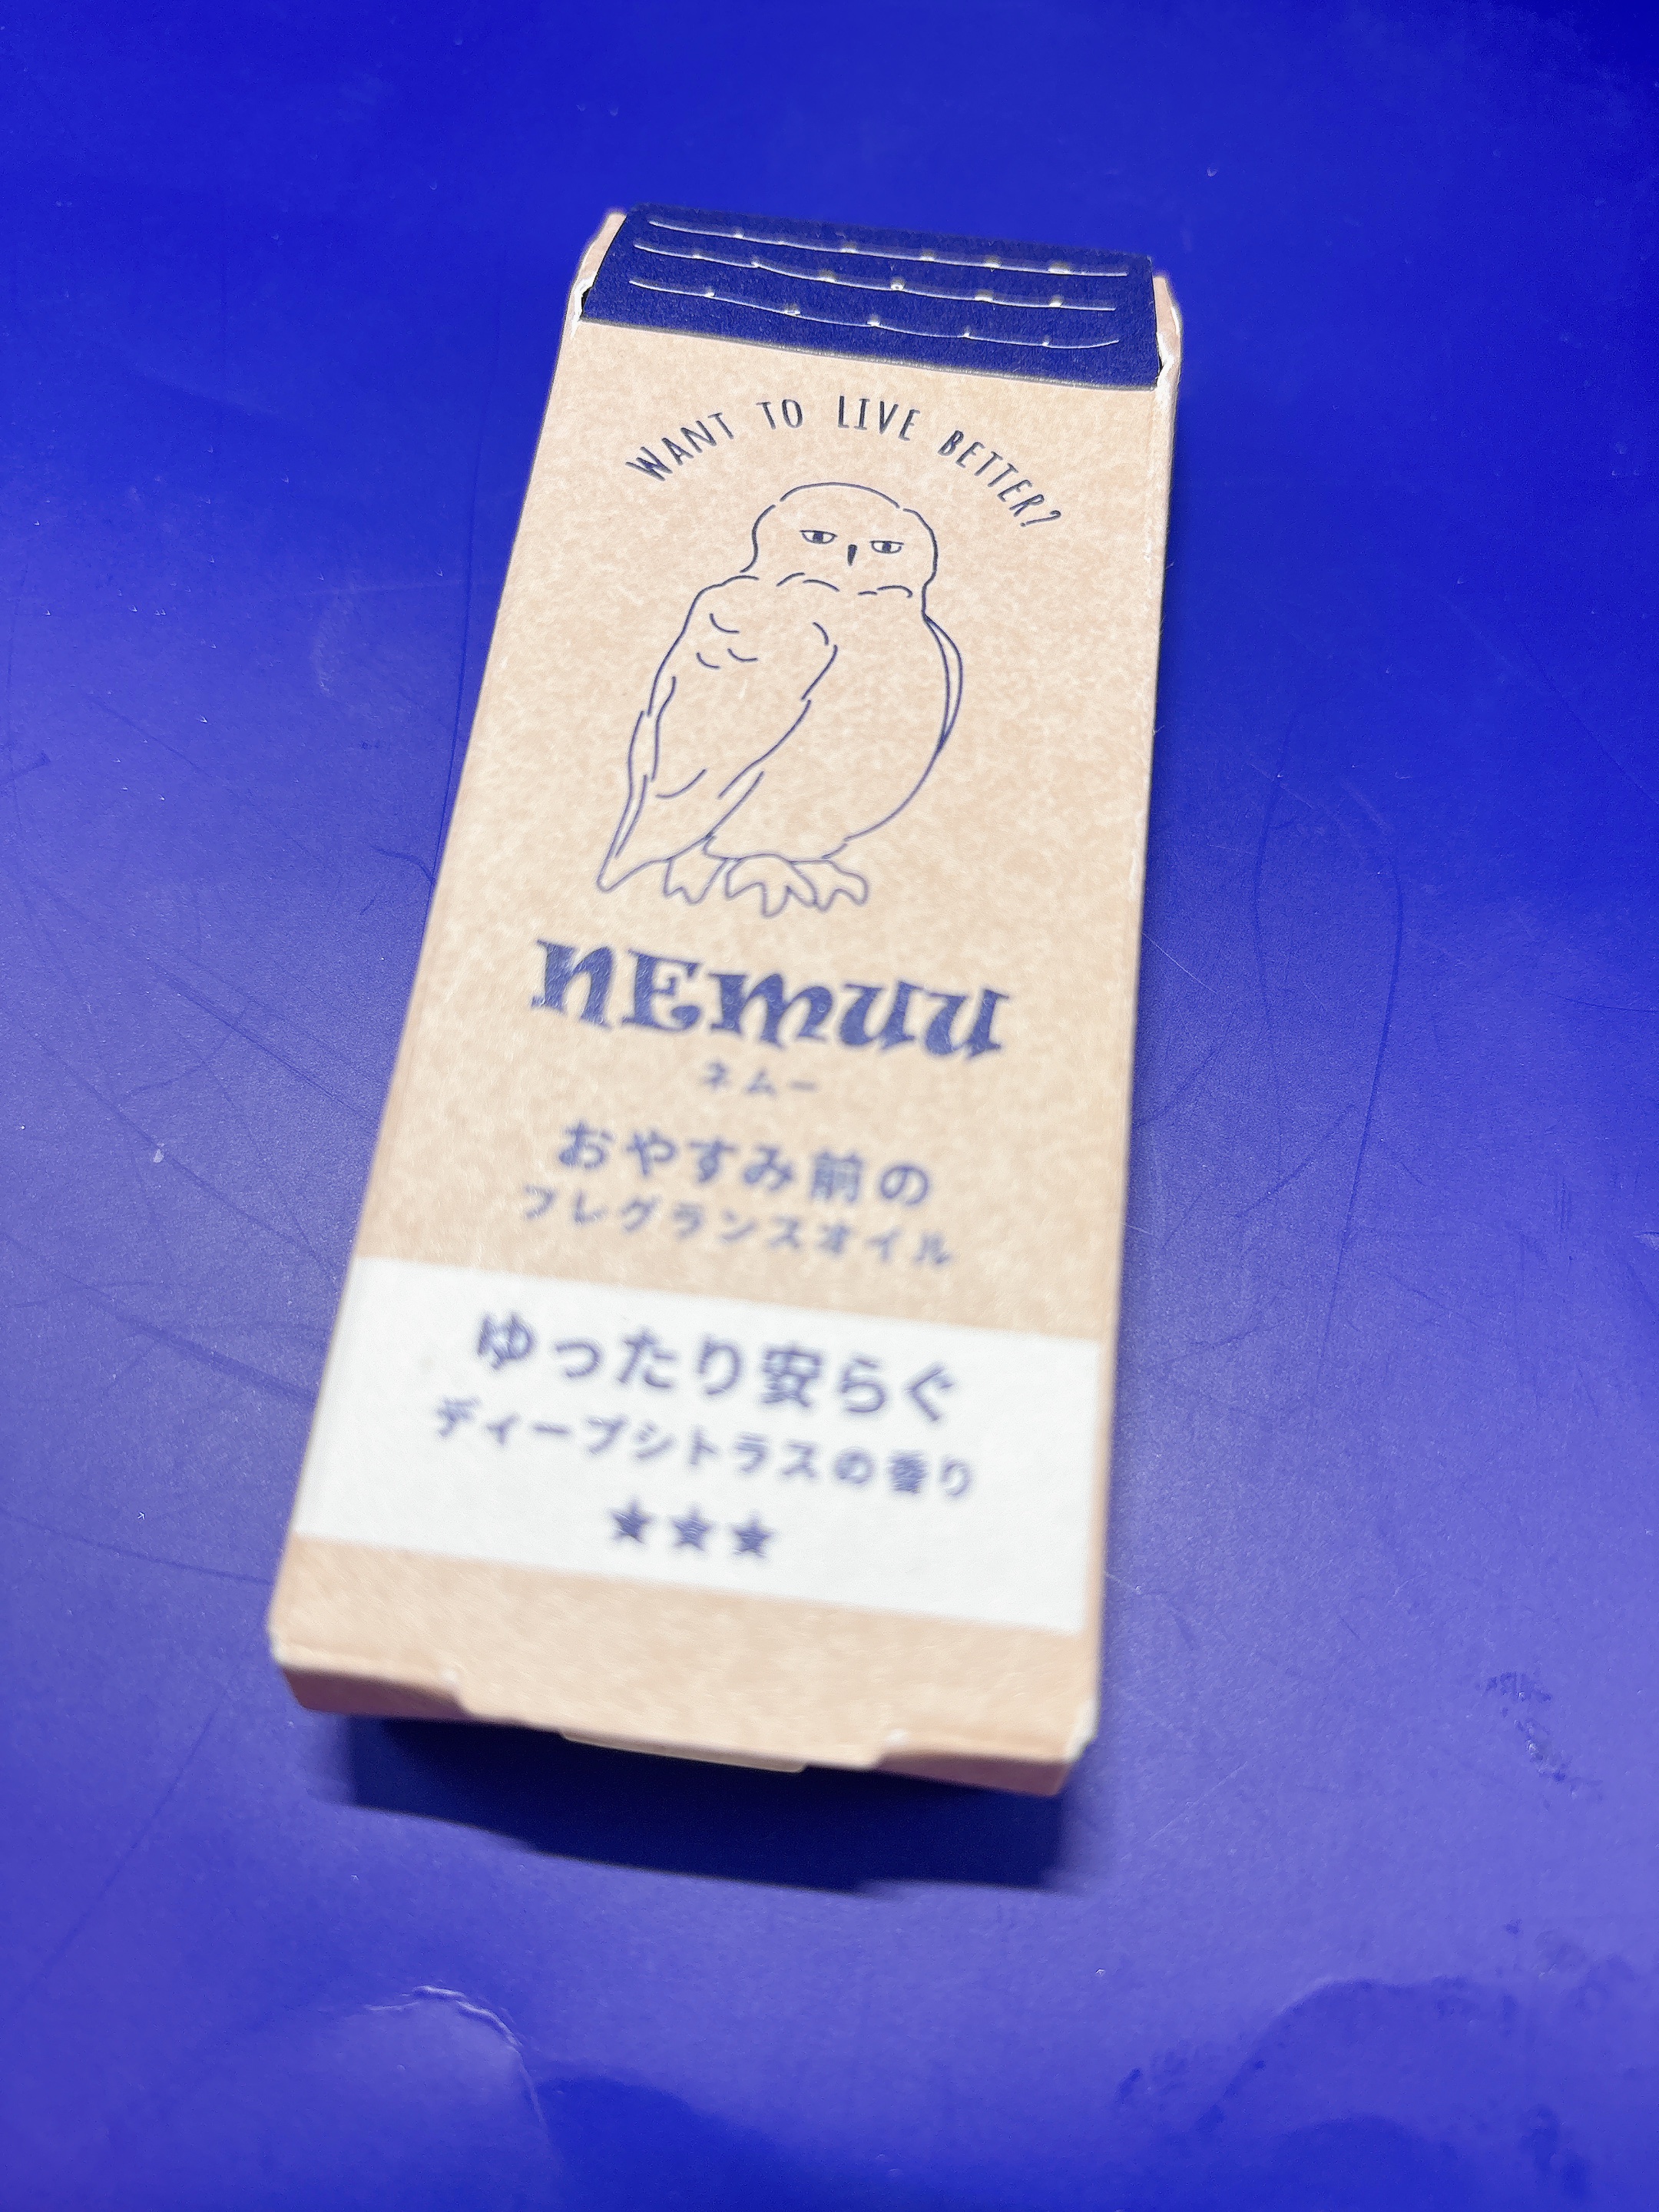 WANT TO LIVE BETTER?
NEMUU
ネムー
おやすみ前の
フレグランスオイル
ゆったり安らぐ
ディープシトラスの香り
★★★